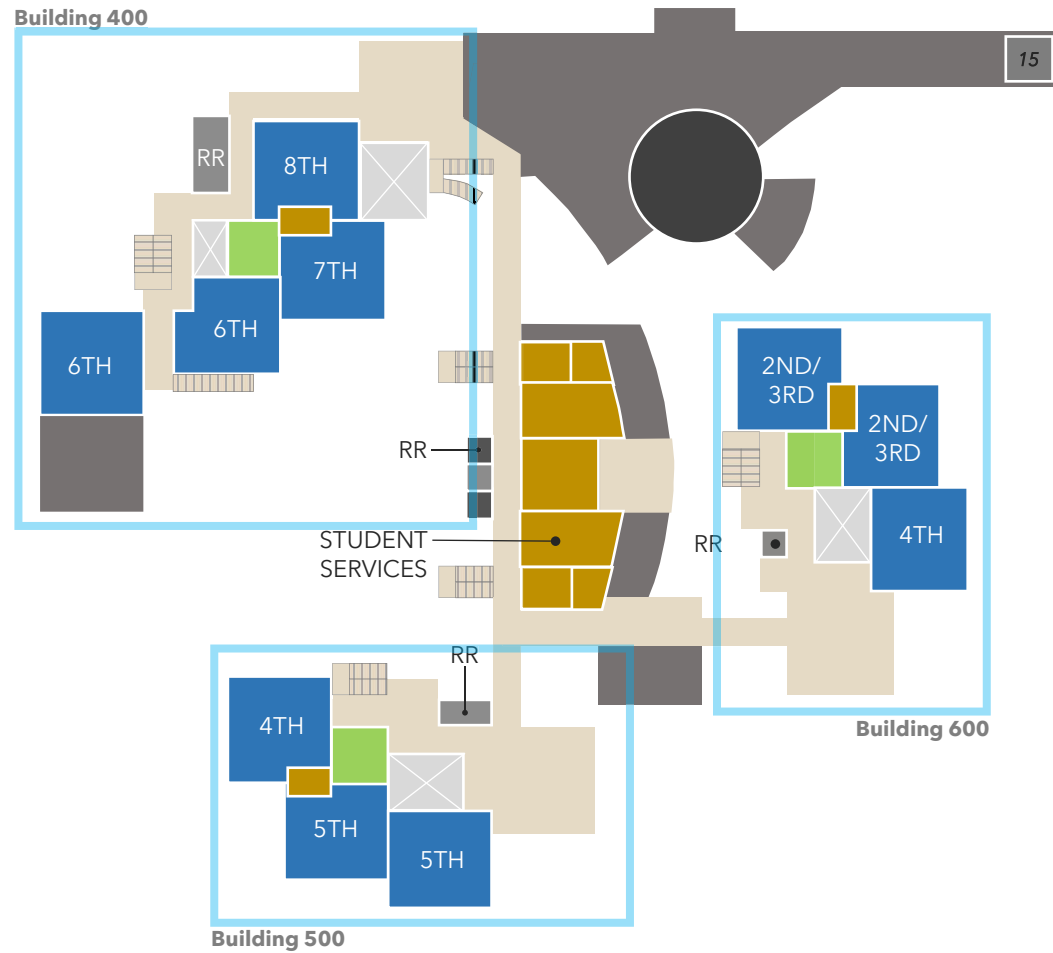 Building 400
15
8TH
RR
7TH
6TH
6TH
2ND/
3RD
2ND/
3RD
RR
4TH
STUDENT
SERVICES
RR
RR
4TH
Building 600
5TH
5TH
Building 500